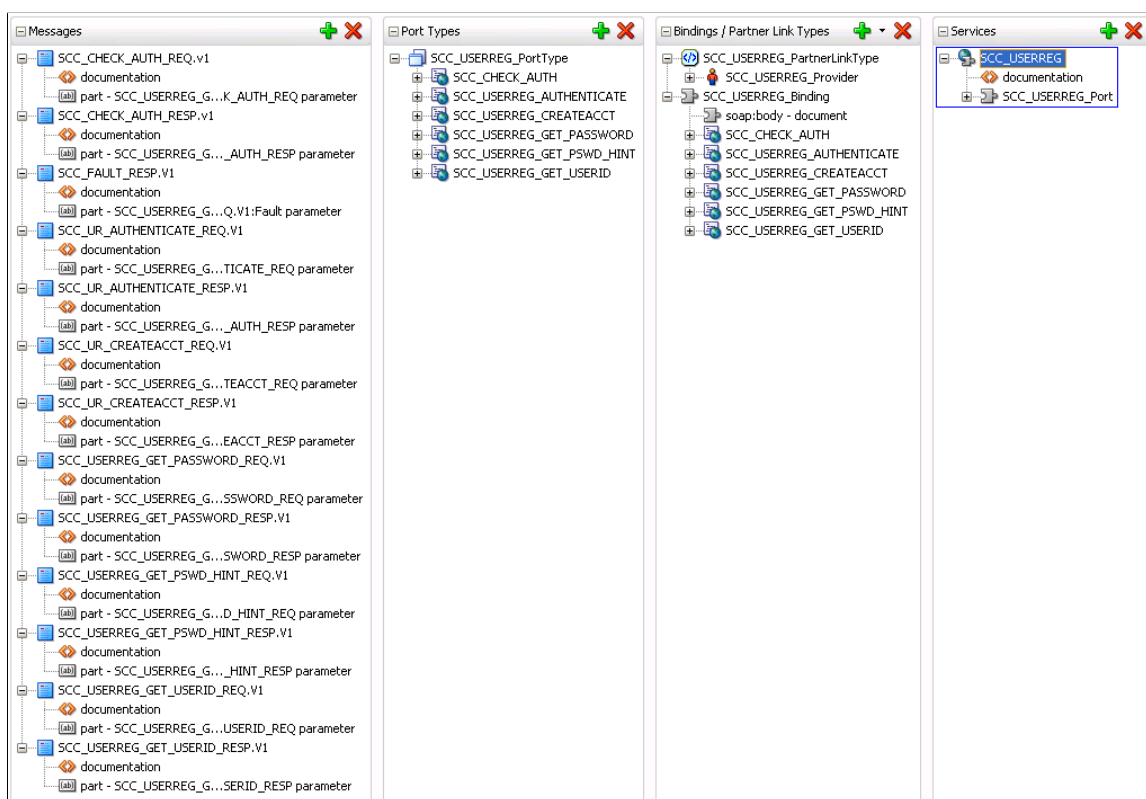 Messages
SCC_CHECK_AUTH_REQ.v1
documentation
part - SCC_USERREG_G...K_AUTH_REQ parameter
SCC_CHECK_AUTH_RESP.v1
documentation
part - SCC_USERREG_G..._AUTH_RESP parameter
SCC_FAULT_RESP.V1
documentation
part - SCC_USERREG_G...Q.V1:Fault parameter
SCC_UR_AUTHENTICATE_REQ.V1
documentation
part - SCC_USERREG_G...TICATE_REQ parameter
SCC_UR_AUTHENTICATE_RESP.V1
documentation
part - SCC_USERREG_G..._AUTH_RESP parameter
SCC_UR_CREATEACCT_REQ.V1
documentation
part - SCC_USERREG_G...TEACCT_REQ parameter
SCC_UR_CREATEACCT_RESP.V1
documentation
part - SCC_USERREG_G...EACCT_RESP parameter
SCC_USERREG_GET_PASSWORD_REQ.V1
documentation
part - SCC_USERREG_G...SSWORD_REQ parameter
SCC_USERREG_GET_PASSWORD_RESP.V1
documentation
part - SCC_USERREG_G...SWORD_RESP parameter
SCC_USERREG_GET_PSWD_HINT_REQ.V1
documentation
part - SCC_USERREG_G...D_HINT_REQ parameter
SCC_USERREG_GET_PSWD_HINT_RESP.V1
documentation
part - SCC_USERREG_G..._HINT_RESP parameter
SCC_USERREG_GET_USERID_REQ.V1
documentation
part - SCC_USERREG_G...USERID_REQ parameter
SCC_USERREG_GET_USERID_RESP.V1
documentation
part - SCC_USERREG_G...SERID_RESP parameter
Port Types
SCC_USERREG_PortType
SCC_CHECK_AUTH
SCC_USERREG_AUTHENTICATE
SCC_USERREG_CREATEACCT
SCC_USERREG_GET_PASSWORD
SCC_USERREG_GET_PSWD_HINT
SCC_USERREG_GET_USERID
Bindings / Partner Link Types
SCC_USERREG_PartnerLinkType
SCC_USERREG_Provider
SCC_USERREG_Binding
soap:body - document
SCC_CHECK_AUTH
SCC_USERREG_AUTHENTICATE
SCC_USERREG_CREATEACCT
SCC_USERREG_GET_PASSWORD
SCC_USERREG_GET_PSWD_HINT
SCC_USERREG_GET_USERID
Services
SCC_USERREG
documentation
SCC_USERREG_Port